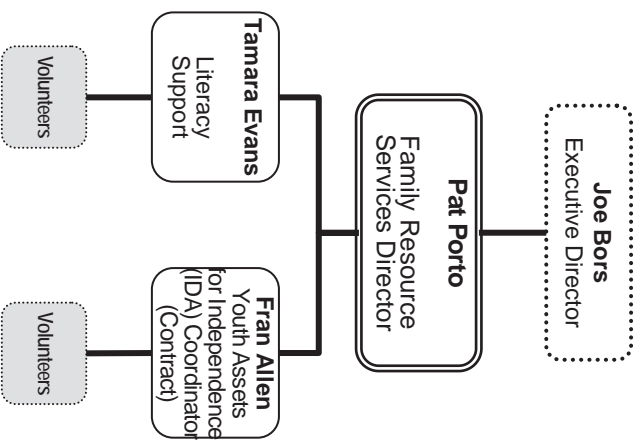 Joe Bors
Executive Director
Pat Porto
Family Resource
Services Director
Tamara Evans
Literacy
Support
Fran Allen
Youth Assets
for Independence
(IDA) Coordinator
(Contract)
Volunteers
Volunteers